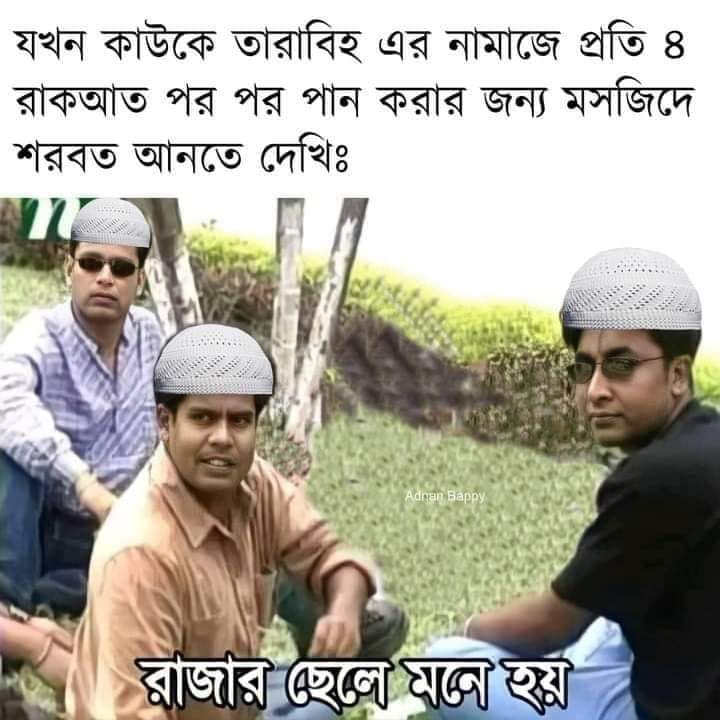 যখন কাউকে তারাবিহ এর নামাজে প্রতি ৪
রাকআত পর পর পান করার জন্য মসজিদে
শরবত আনতে দেখিঃ
Adnan Bappy
রাজার ছেলে মনে হয়